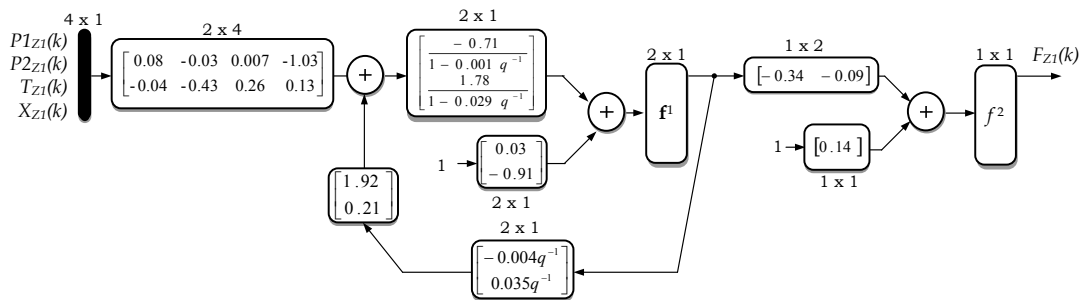 4 x 1
P1Z1(k)
P2Z1(k)
TZ1(k)
XZ1(k)
2 x 4
0.08 -0.03 0.007 -1.03
-0.04 -0.43 0.26 0.13
+
2 x 1
− 0.71
1− 0.001 q⁻¹
1.78
1− 0.029 q⁻¹
1
0.03
− 0.91
2 x 1
+
2 x 1
f¹
1 x 2
[− 0.34 − 0.09]
1
[0.14 ]
1 x 1
+
1 x 1
f ²
FZ1(k)
1.92
0.21
2 x 1
− 0.004q⁻¹
0.035q⁻¹